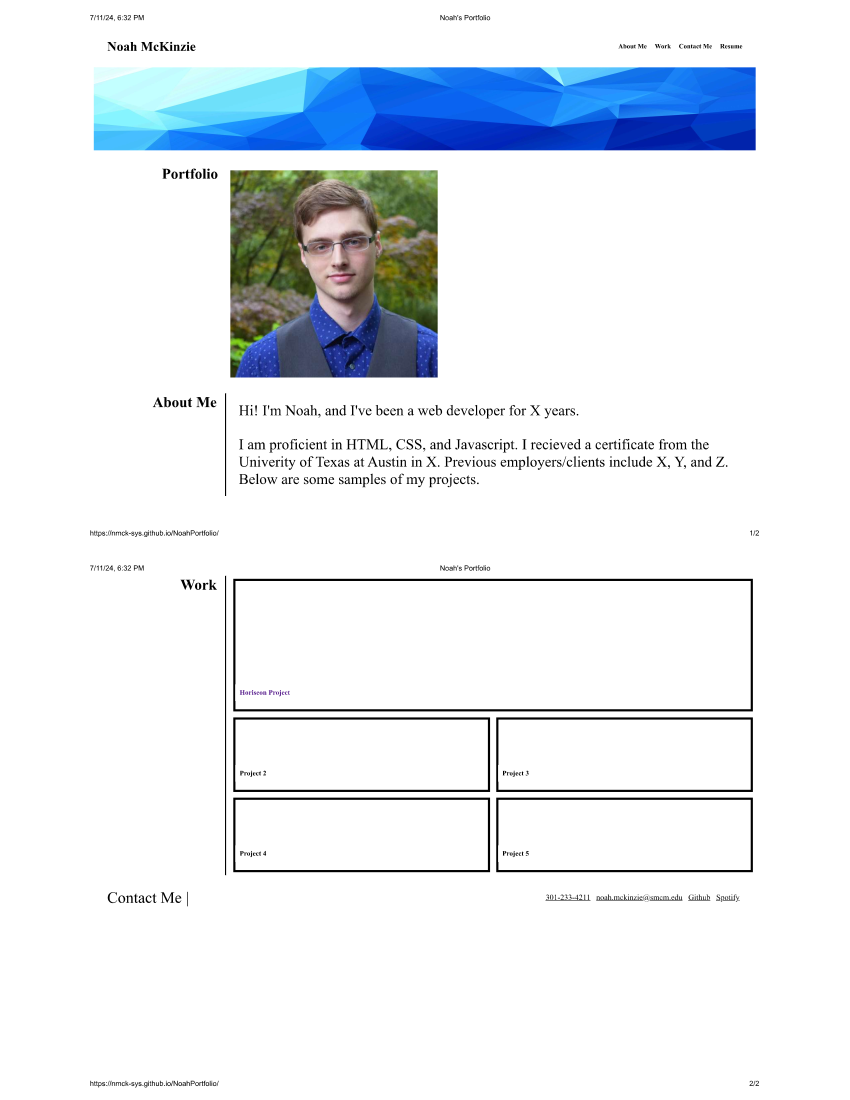 7/11/24, 6:32 PM Noah's Portfolio
Noah McKinzie About Me Work Contact Me Resume
Portfolio
About Me
Hi! I'm Noah, and I've been a web developer for X years.
I am proficient in HTML, CSS, and Javascript. I recieved a certificate from the
Univerity of Texas at Austin in X. Previous employers/clients include X, Y, and Z.
Below are some samples of my projects.
https://nmck-sys.github.io/NoahPortfolio/ 1/2
7/11/24, 6:32 PM Noah's Portfolio
Work
Horiseon Project
Project 2 Project 3
Project 4 Project 5
Contact Me | 301-233-4211 noah.mckinzie@smcm.edu Github Spotify
https://nmck-sys.github.io/NoahPortfolio/ 2/2